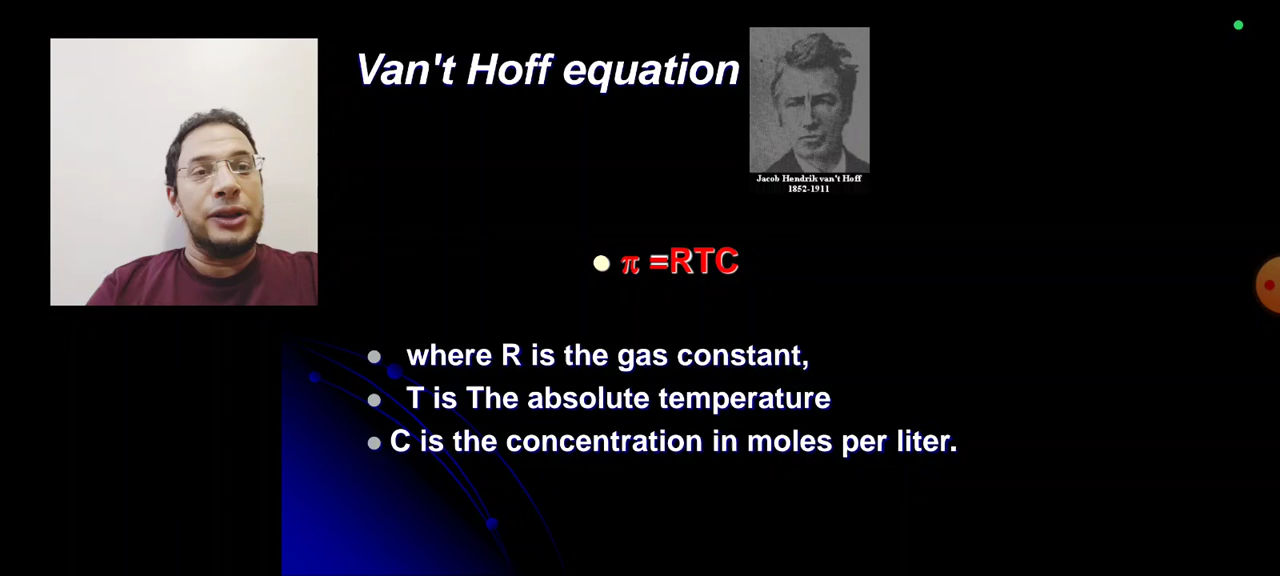 Van't Hoff equation
Jacob Hendrik van't Hoff
1852-1911
• π =RTC
• where R is the gas constant,
• T is The absolute temperature
• C is the concentration in moles per liter.